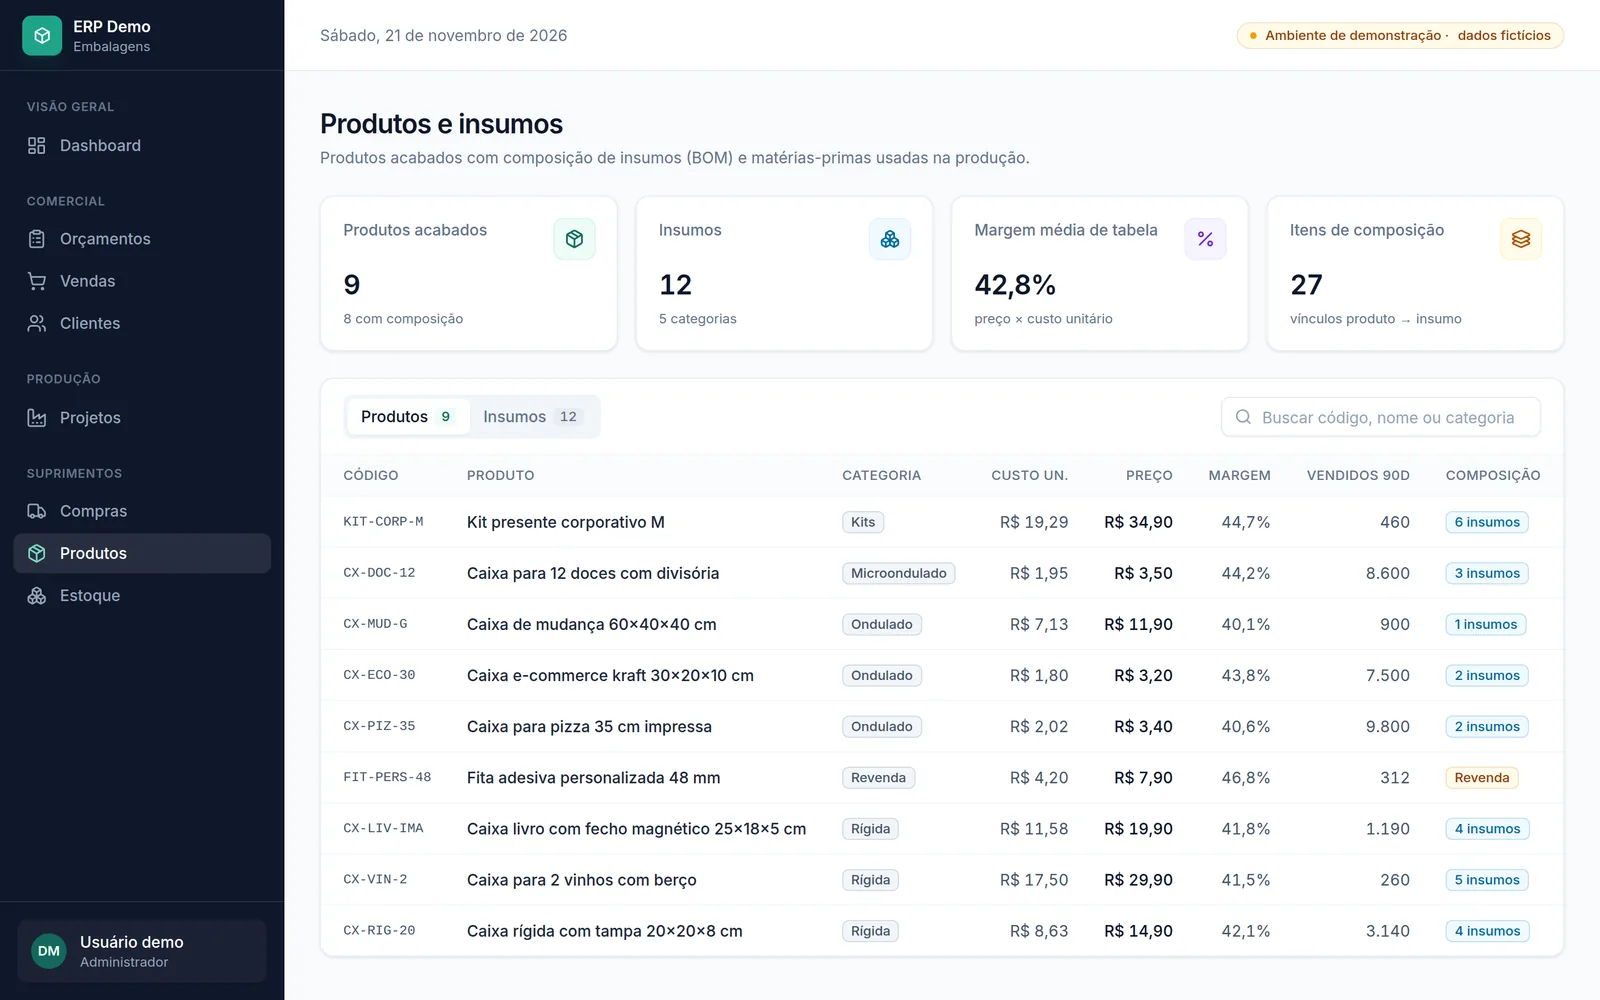 ERP Demo
Embalagens
VISÃO GERAL
Dashboard
COMERCIAL
Orçamentos
Vendas
Clientes
PRODUÇÃO
Projetos
SUPRIMENTOS
Compras
Produtos
Estoque
DM
Usuário demo
Administrador
Sábado, 21 de novembro de 2026
Ambiente de demonstração · dados fictícios
Produtos e insumos
Produtos acabados com composição de insumos (BOM) e matérias-primas usadas na produção.
Produtos acabados
9
8 com composição
Insumos
12
5 categorias
Margem média de tabela
42,8%
preço × custo unitário
Itens de composição
27
vínculos produto → insumo
Produtos 9 Insumos 12
Buscar código, nome ou categoria
CÓDIGO PRODUTO CATEGORIA CUSTO UN. PREÇO MARGEM VENDIDOS 90D COMPOSIÇÃO
KIT-CORP-M Kit presente corporativo M Kits R$ 19,29 R$ 34,90 44,7% 460 6 insumos
CX-DOC-12 Caixa para 12 doces com divisória Microondulado R$ 1,95 R$ 3,50 44,2% 8.600 3 insumos
CX-MUD-G Caixa de mudança 60×40×40 cm Ondulado R$ 7,13 R$ 11,90 40,1% 900 1 insumos
CX-ECO-30 Caixa e-commerce kraft 30×20×10 cm Ondulado R$ 1,80 R$ 3,20 43,8% 7.500 2 insumos
CX-PIZ-35 Caixa para pizza 35 cm impressa Ondulado R$ 2,02 R$ 3,40 40,6% 9.800 2 insumos
FIT-PERS-48 Fita adesiva personalizada 48 mm Revenda R$ 4,20 R$ 7,90 46,8% 312 Revenda
CX-LIV-IMA Caixa livro com fecho magnético 25×18×5 cm Rígida R$ 11,58 R$ 19,90 41,8% 1.190 4 insumos
CX-VIN-2 Caixa para 2 vinhos com berço Rígida R$ 17,50 R$ 29,90 41,5% 260 5 insumos
CX-RIG-20 Caixa rígida com tampa 20×20×8 cm Rígida R$ 8,63 R$ 14,90 42,1% 3.140 4 insumos